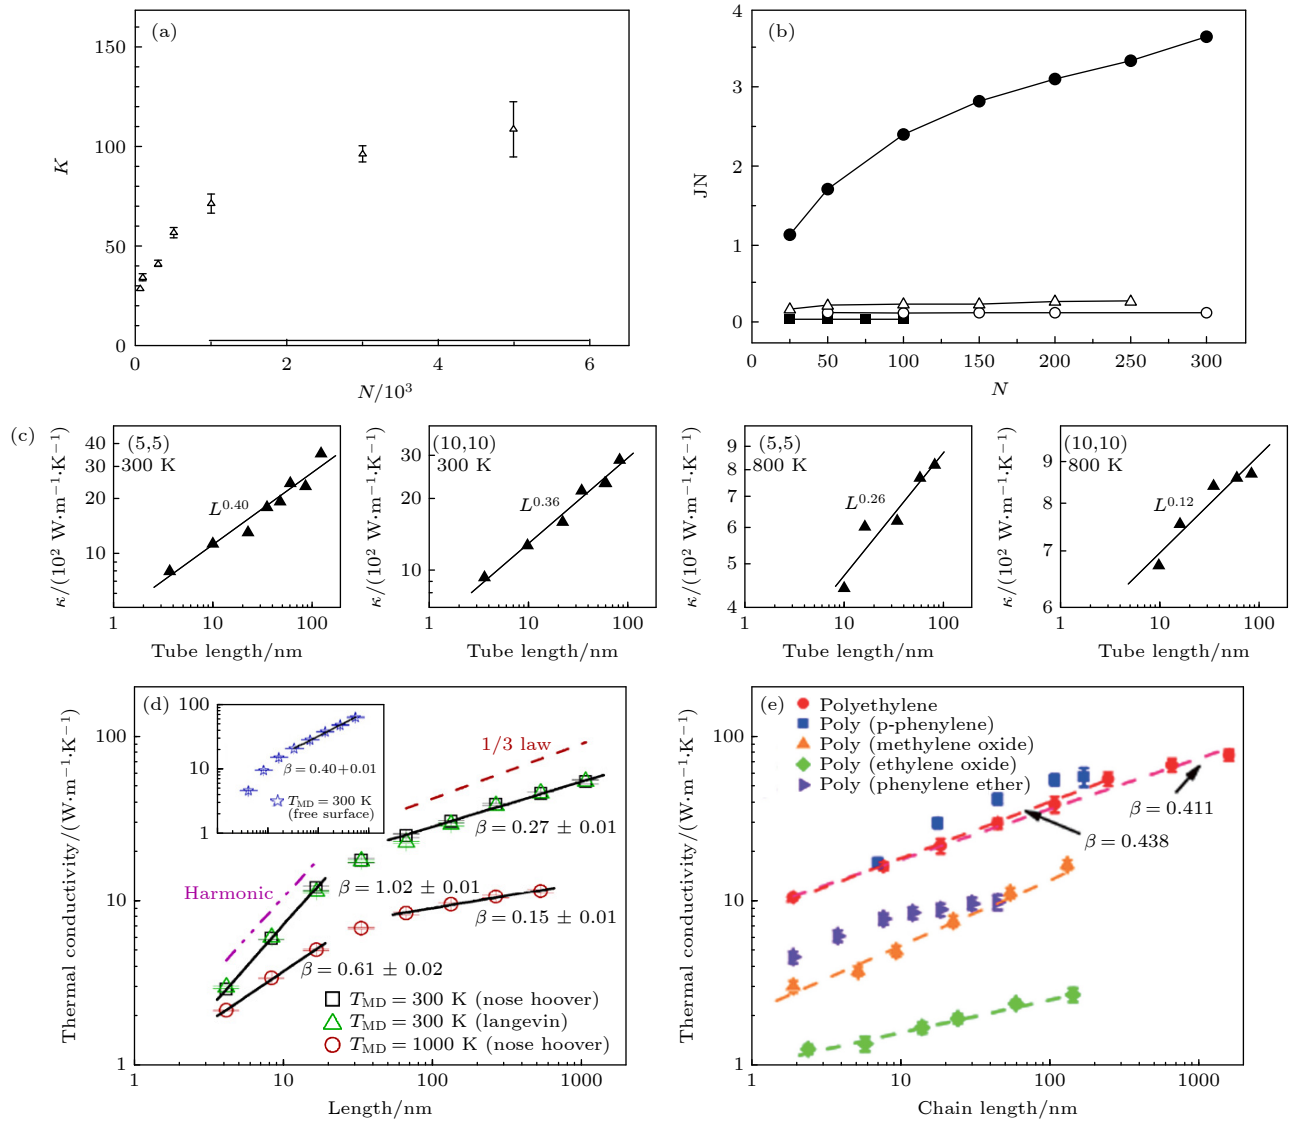 (a)
150
100
50
0
K
0
2
4
6
N/10³
(b)
4
3
2
1
0
JN
0
50
100
150
200
250
300
N
(c)
κ/(10² W·m⁻¹·K⁻¹)
40
30
20
10
(5,5)
300 K
L^0.40
1
10
100
Tube length/nm
κ/(10² W·m⁻¹·K⁻¹)
30
20
10
(10,10)
300 K
L^0.36
1
10
100
Tube length/nm
κ/(10² W·m⁻¹·K⁻¹)
9
8
7
6
5
4
(5,5)
800 K
L^0.26
1
10
100
Tube length/nm
κ/(10² W·m⁻¹·K⁻¹)
9
7
6
(10,10)
800 K
L^0.12
1
10
100
Tube length/nm
(d)
Thermal conductivity/(W·m⁻¹·K⁻¹)
100
10
1
100
10
1
β = 0.40+0.01
T_MD = 300 K
(free surface)
1/3 law
β = 0.27 ± 0.01
Harmonic
β = 1.02 ± 0.01
β = 0.15 ± 0.01
β = 0.61 ± 0.02
T_MD = 300 K (nose hoover)
T_MD = 300 K (langevin)
T_MD = 1000 K (nose hoover)
1
10
100
1000
Length/nm
(e)
Thermal conductivity/(W·m⁻¹·K⁻¹)
100
10
1
Polyethylene
Poly (p-phenylene)
Poly (methylene oxide)
Poly (ethylene oxide)
Poly (phenylene ether)
β = 0.411
β = 0.438
1
10
100
1000
Chain length/nm